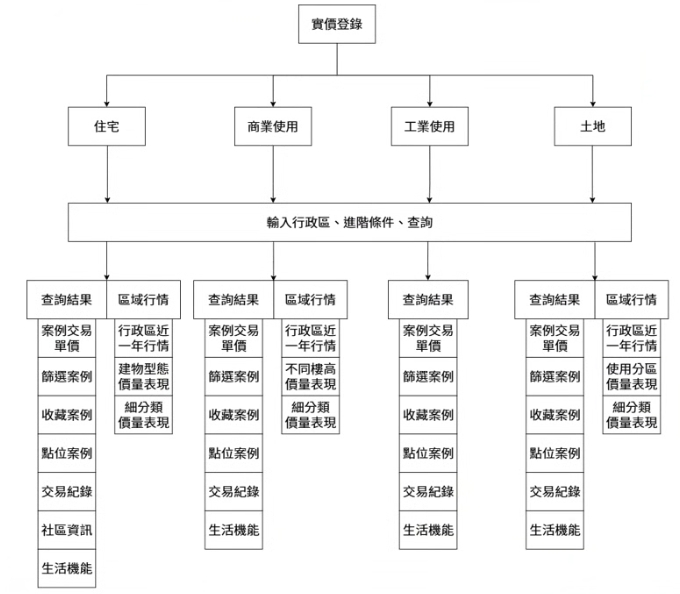 實價登錄
住宅
商業使用
工業使用
土地
輸入行政區、進階條件、查詢
查詢結果
區域行情
案例交易
單價
篩選案例
收藏案例
點位案例
交易紀錄
社區資訊
生活機能
行政區近
一年行情
建物型態
價量表現
細分類
價量表現
查詢結果
區域行情
案例交易
單價
篩選案例
收藏案例
點位案例
交易紀錄
生活機能
行政區近
一年行情
不同樓高
價量表現
細分類
價量表現
查詢結果
案例交易
單價
篩選案例
收藏案例
點位案例
交易紀錄
生活機能
查詢結果
區域行情
案例交易
單價
篩選案例
收藏案例
點位案例
交易紀錄
生活機能
行政區近
一年行情
使用分區
價量表現
細分類
價量表現